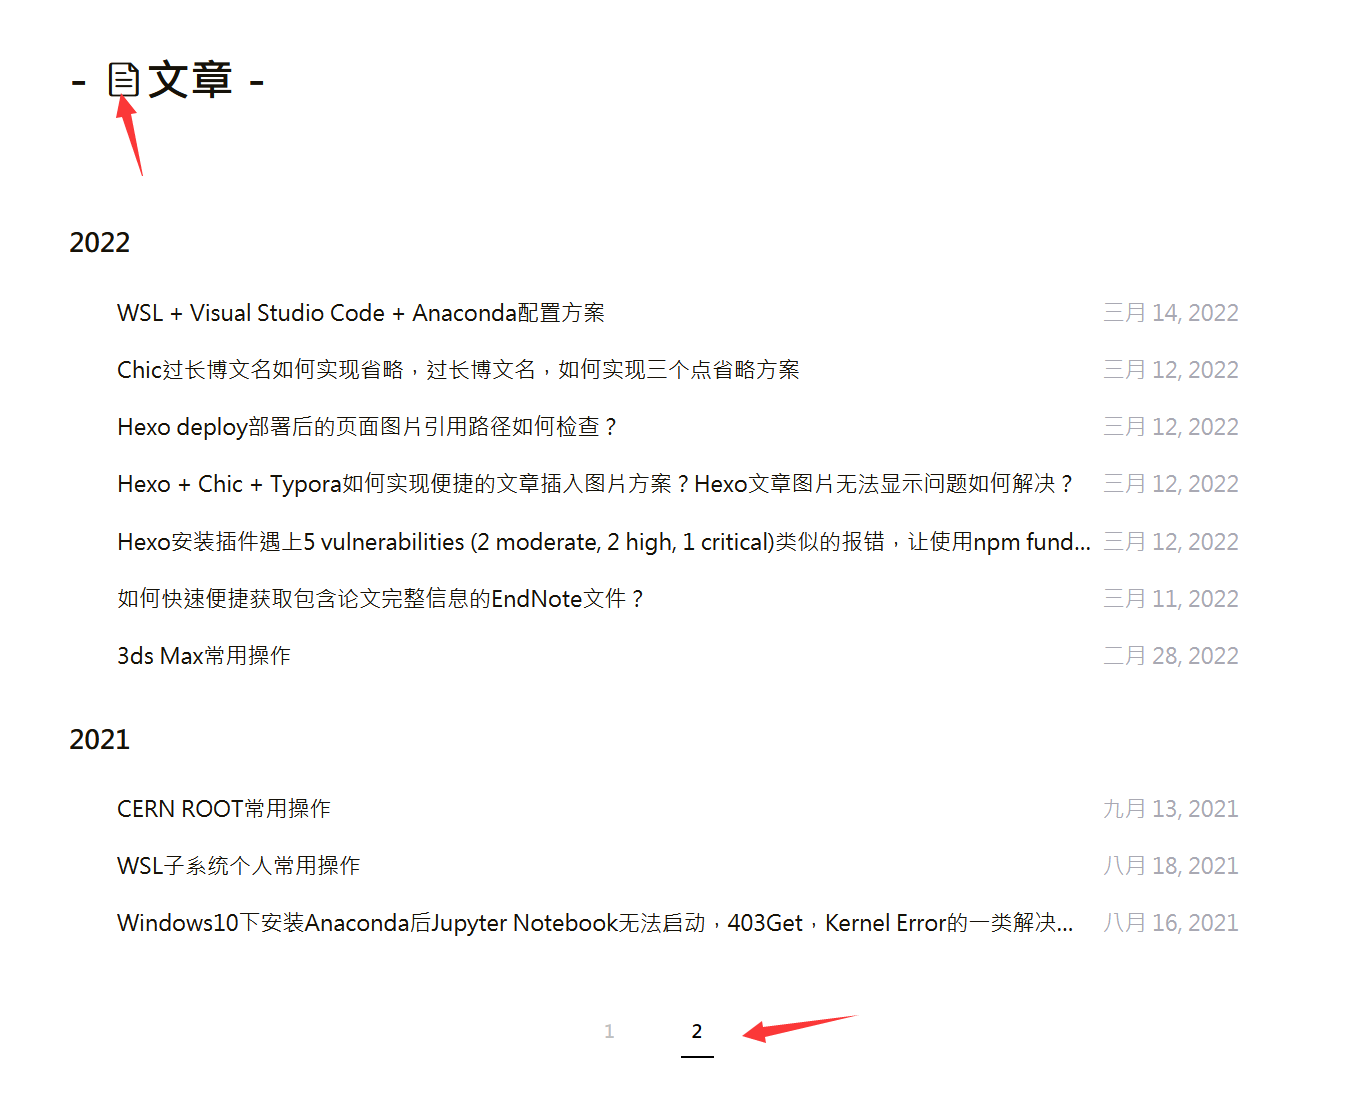 - 文章 -
2022
WSL + Visual Studio Code + Anaconda配置方案 三月 14, 2022
Chic过长博文名如何实现省略，过长博文名，如何实现三个点省略方案 三月 12, 2022
Hexo deploy部署后的页面图片引用路径如何检查？ 三月 12, 2022
Hexo + Chic + Typora如何实现便捷的文章插入图片方案？Hexo文章图片无法显示问题如何解决？ 三月 12, 2022
Hexo安装插件遇上5 vulnerabilities (2 moderate, 2 high, 1 critical)类似的报错，让使用npm fund... 三月 12, 2022
如何快速便捷获取包含论文完整信息的EndNote文件？ 三月 11, 2022
3ds Max常用操作 二月 28, 2022
2021
CERN ROOT常用操作 九月 13, 2021
WSL子系统个人常用操作 八月 18, 2021
Windows10下安装Anaconda后Jupyter Notebook无法启动，403Get，Kernel Error的一类解决... 八月 16, 2021
1 2